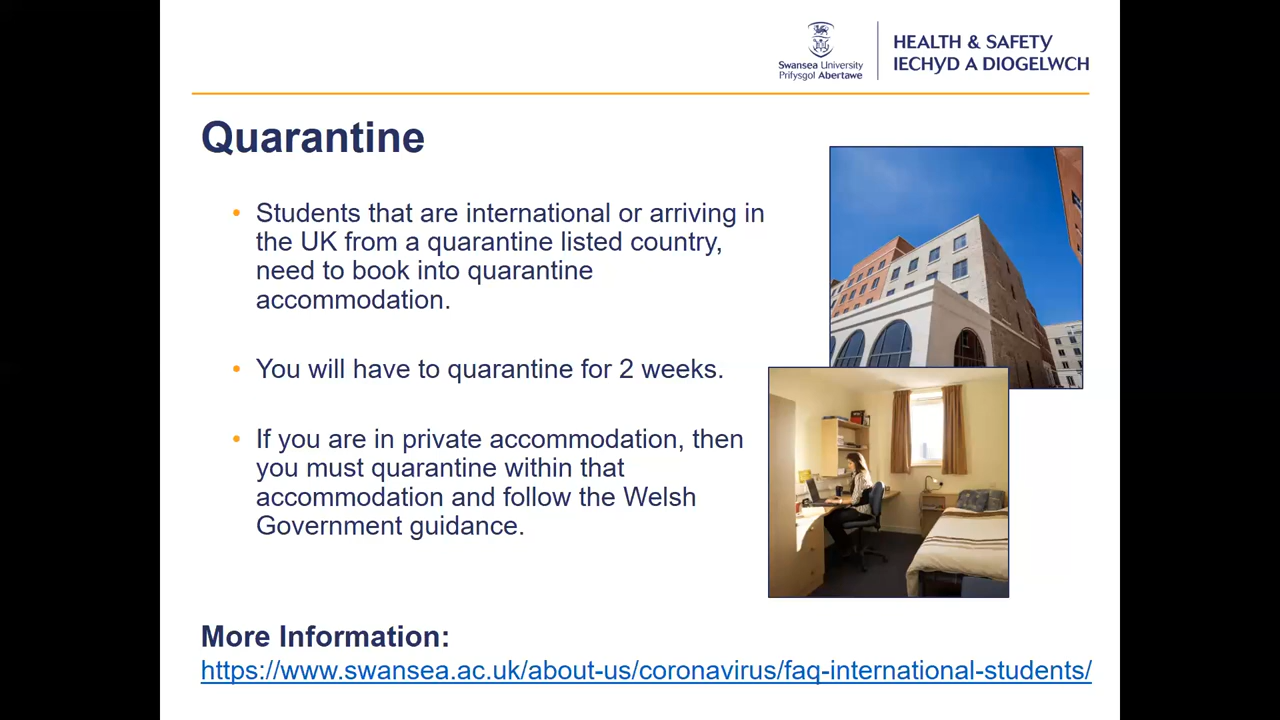 Swansea University
Prifysgol Abertawe
HEALTH & SAFETY
IECHYD A DIOGELWCH
Quarantine
• Students that are international or arriving in
the UK from a quarantine listed country,
need to book into quarantine
accommodation.
• You will have to quarantine for 2 weeks.
• If you are in private accommodation, then
you must quarantine within that
accommodation and follow the Welsh
Government guidance.
More Information:
https://www.swansea.ac.uk/about-us/coronavirus/faq-international-students/